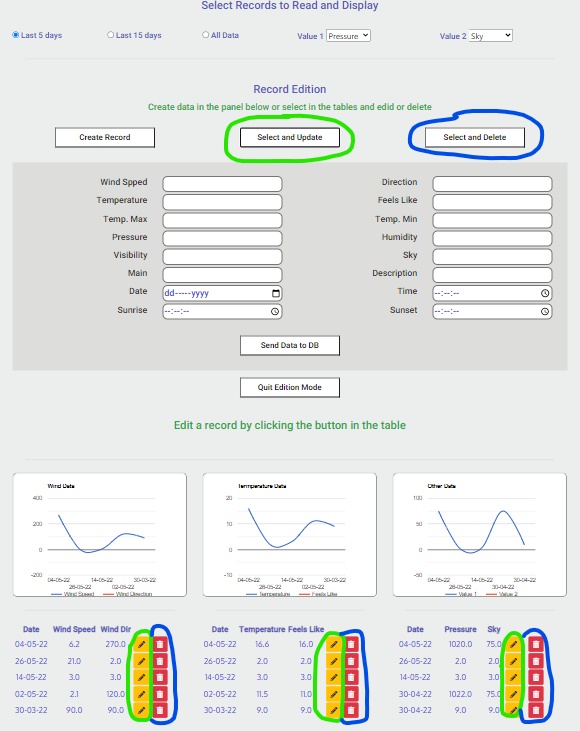 Select Records to Read and Display
Last 5 days Last 15 days All Data Value 1 Pressure Value 2 Sky
Record Edition
Create data in the panel below or select in the tables and edid or delete
Create Record Select and Update Select and Delete
Wind Spped Direction
Temperature Feels Like
Temp. Max Temp. Min
Pressure Humidity
Visibility Sky
Main Description
Date dd-----yyyy Time --:--:--
Sunrise --:--:-- Sunset --:--:--
Send Data to DB
Quit Edition Mode
Edit a record by clicking the button in the table
Wind Data
400
200
0
-200
04-05-22 14-05-22 30-03-22
26-05-22 02-05-22
Wind Speed Wind Direction
Termperature Data
20
10
0
-10
04-05-22 14-05-22 30-03-22
26-05-22 02-05-22
Temperature Feels Like
Other Data
100
50
0
-50
04-05-22 14-05-22 30-04-22
26-05-22 30-04-22
Value 1 Value 2
Date Wind Speed Wind Dir
04-05-22 6.2 270.0
26-05-22 21.0 2.0
14-05-22 3.0 3.0
02-05-22 2.1 120.0
30-03-22 90.0 90.0
Date Temperature Feels Like
04-05-22 16.6 16.0
26-05-22 2.0 2.0
14-05-22 3.0 3.0
02-05-22 11.5 11.0
30-03-22 9.0 9.0
Date Pressure Sky
04-05-22 1020.0 75.0
26-05-22 2.0 2.0
14-05-22 3.0 3.0
30-04-22 1022.0 75.0
30-04-22 9.0 9.0